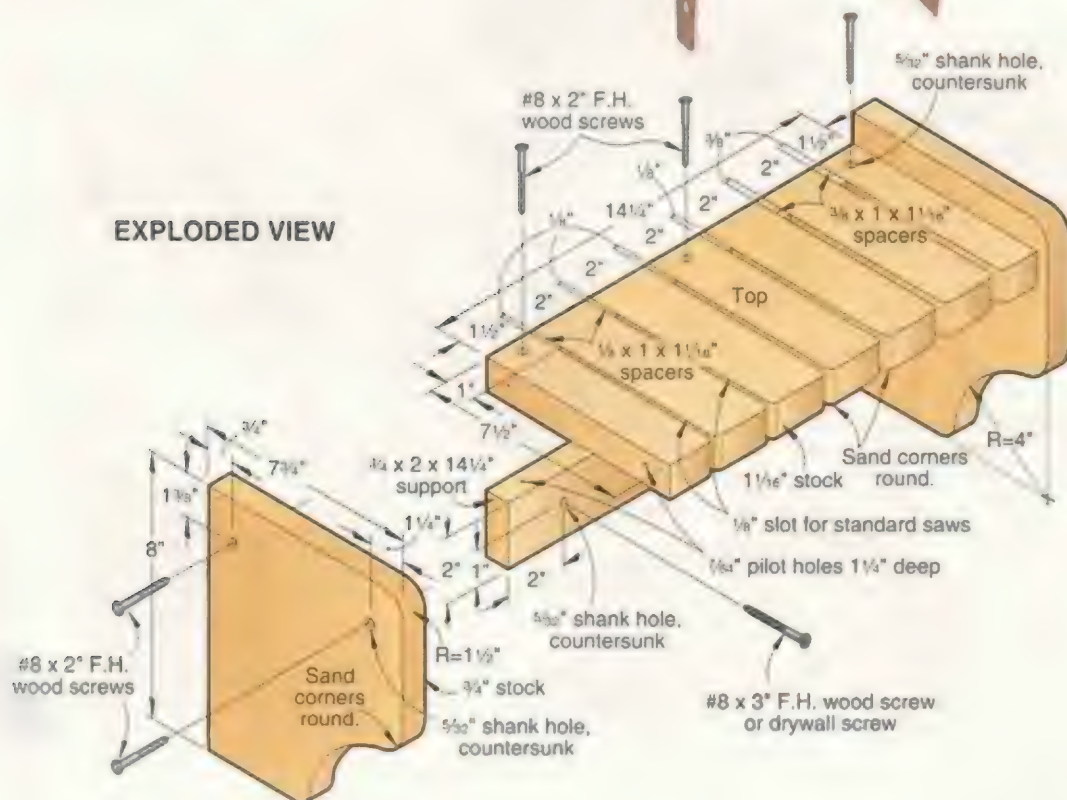 5/32" shank hole,
countersunk
#8 x 2" F.H.
wood screws
3/8"
1 1/2"
2"
1/8"
2"
14 1/4"
1/8"
2"
2"
2"
1 1/2"
3/8 x 1 x 1 1/16"
spacers
EXPLODED VIEW
Top
1/8 x 1 x 1 1/16"
spacers
1"
7 1/2"
3/4"
7 3/4"
3/4 x 2 x 14 1/4"
support
R=4"
Sand corners
round.
1 1/16" stock
1/8" slot for standard saws
7/64" pilot holes 1 1/4" deep
8"
1 1/4"
2"
1"
2"
5/32" shank hole,
countersunk
R=1 1/2"
3/4" stock
#8 x 2" F.H.
wood screws
Sand
corners
round.
5/32" shank hole,
countersunk
#8 x 3" F.H. wood screw
or drywall screw